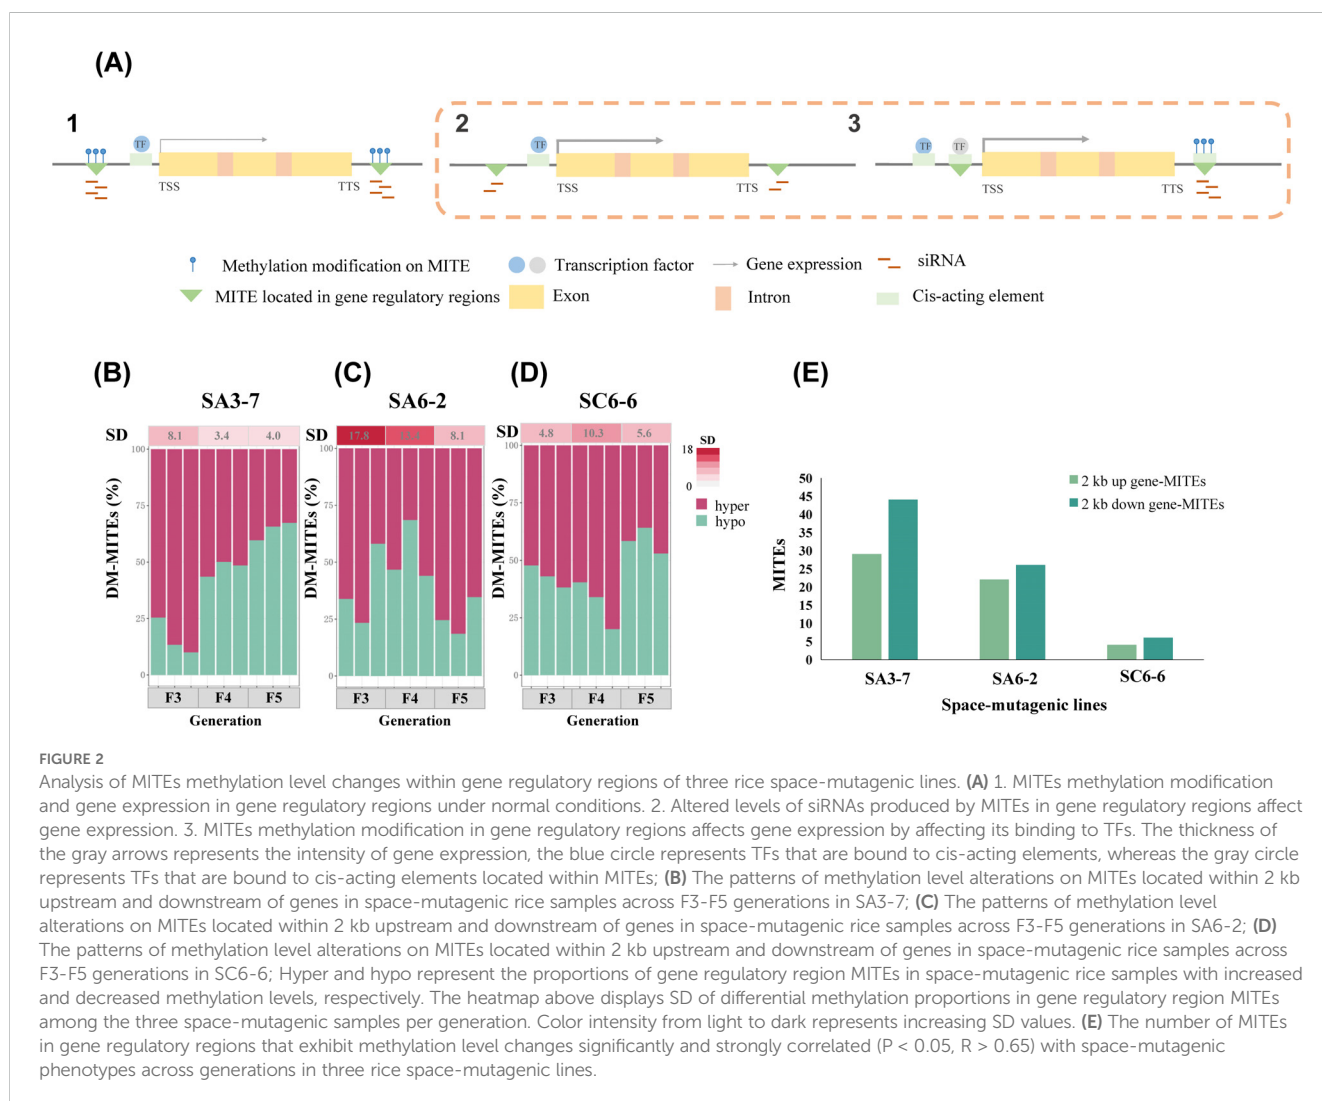 (A)
1
2
3
TF
TF
TF
TF
TSS
TTS
TSS
TTS
TSS
TTS
Methylation modification on MITE
Transcription factor
Gene expression
siRNA
MITE located in gene regulatory regions
Exon
Intron
Cis-acting element
(B)
SA3-7
SD
8.1
3.4
4.0
DM-MITEs (%)
100
75
50
25
0
F3
F4
F5
Generation
(C)
SA6-2
SD
17.8
8.1
DM-MITEs (%)
100
75
50
25
0
F3
F4
F5
Generation
(D)
SC6-6
SD
4.8
10.3
5.6
DM-MITEs (%)
100
75
50
25
0
F3
F4
F5
Generation
SD
18
0
hyper
hypo
(E)
2 kb up gene-MITEs
2 kb down gene-MITEs
MITEs
50
45
40
35
30
25
20
15
10
5
0
SA3-7
SA6-2
SC6-6
Space-mutagenic lines
FIGURE 2
Analysis of MITEs methylation level changes within gene regulatory regions of three rice space-mutagenic lines. (A) 1. MITEs methylation modification
and gene expression in gene regulatory regions under normal conditions. 2. Altered levels of siRNAs produced by MITEs in gene regulatory regions affect
gene expression. 3. MITEs methylation modification in gene regulatory regions affects gene expression by affecting its binding to TFs. The thickness of
the gray arrows represents the intensity of gene expression, the blue circle represents TFs that are bound to cis-acting elements, whereas the gray circle
represents TFs that are bound to cis-acting elements located within MITEs; (B) The patterns of methylation level alterations on MITEs located within 2 kb
upstream and downstream of genes in space-mutagenic rice samples across F3-F5 generations in SA3-7; (C) The patterns of methylation level
alterations on MITEs located within 2 kb upstream and downstream of genes in space-mutagenic rice samples across F3-F5 generations in SA6-2; (D)
The patterns of methylation level alterations on MITEs located within 2 kb upstream and downstream of genes in space-mutagenic rice samples across
F3-F5 generations in SC6-6; Hyper and hypo represent the proportions of gene regulatory region MITEs in space-mutagenic rice samples with increased
and decreased methylation levels, respectively. The heatmap above displays SD of differential methylation proportions in gene regulatory region MITEs
among the three space-mutagenic samples per generation. Color intensity from light to dark represents increasing SD values. (E) The number of MITEs
in gene regulatory regions that exhibit methylation level changes significantly and strongly correlated (P < 0.05, R > 0.65) with space-mutagenic
phenotypes across generations in three rice space-mutagenic lines.